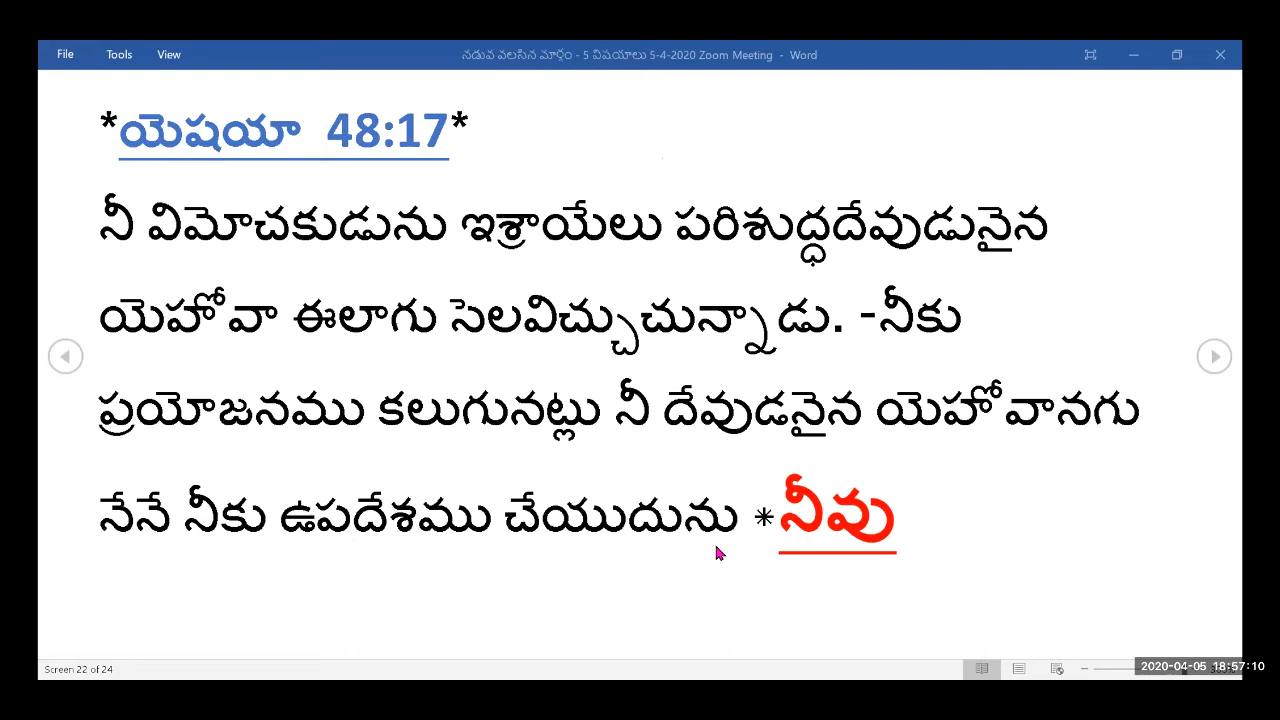 File Tools View నడువ వలసిన మార్గం - 5 విషయాలు 5-4-2020 Zoom Meeting - Word
*యెషయా 48:17*
నీ విమోచకుడును ఇశ్రాయేలు పరిశుద్ధదేవుడునైన
యెహోవా ఈలాగు సెలవిచ్చుచున్నాడు. -నీకు
ప్రయోజనము కలుగునట్లు నీ దేవుడనైన యెహోవానగు
నేనే నీకు ఉపదేశము చేయుదును *నీవు
Screen 22 of 24
2020-04-05 18:57:10